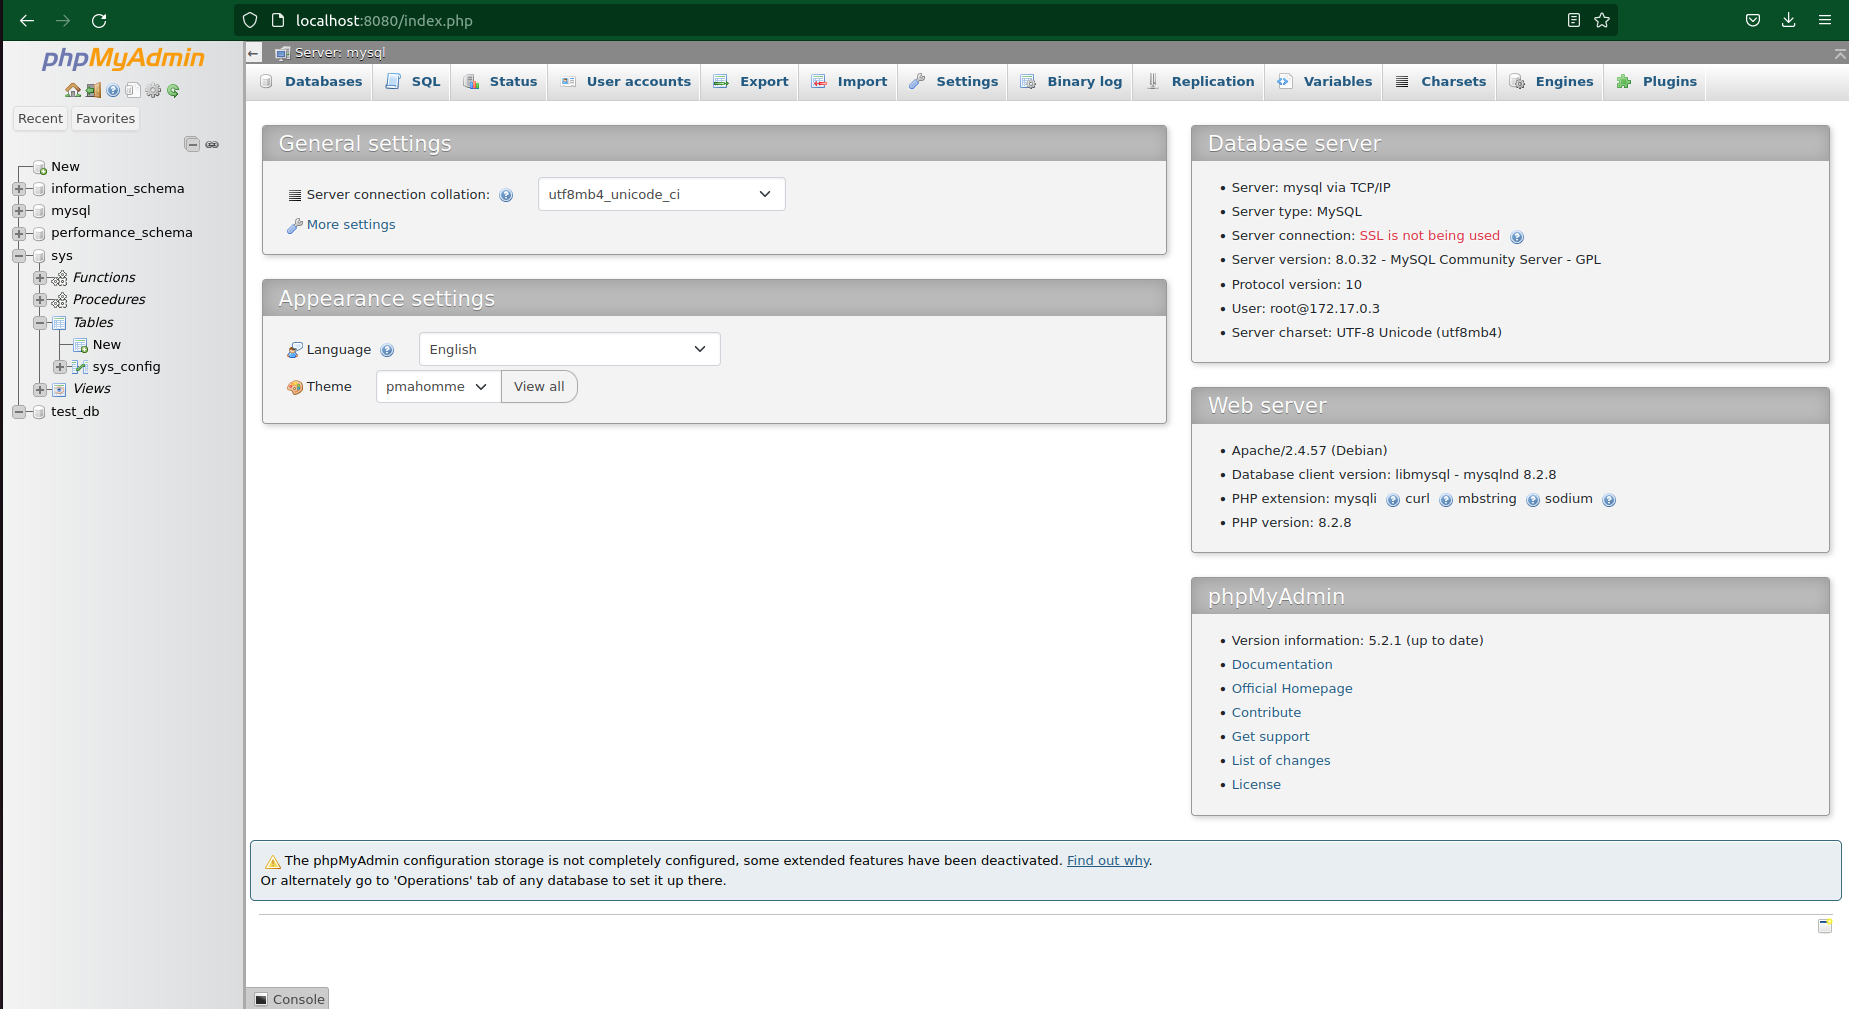 localhost:8080/index.php
phpMyAdmin
Recent Favorites
New
information_schema
mysql
performance_schema
sys
Functions
Procedures
Tables
New
sys_config
Views
test_db
Server: mysql
Databases SQL Status User accounts Export Import Settings Binary log Replication Variables Charsets Engines Plugins
General settings
Server connection collation: utf8mb4_unicode_ci
More settings
Appearance settings
Language English
Theme pmahomme View all
Database server
• Server: mysql via TCP/IP
• Server type: MySQL
• Server connection: SSL is not being used
• Server version: 8.0.32 - MySQL Community Server - GPL
• Protocol version: 10
• User: root@172.17.0.3
• Server charset: UTF-8 Unicode (utf8mb4)
Web server
• Apache/2.4.57 (Debian)
• Database client version: libmysql - mysqlnd 8.2.8
• PHP extension: mysqli curl mbstring sodium
• PHP version: 8.2.8
phpMyAdmin
• Version information: 5.2.1 (up to date)
• Documentation
• Official Homepage
• Contribute
• Get support
• List of changes
• License
The phpMyAdmin configuration storage is not completely configured, some extended features have been deactivated. Find out why.
Or alternately go to 'Operations' tab of any database to set it up there.
Console